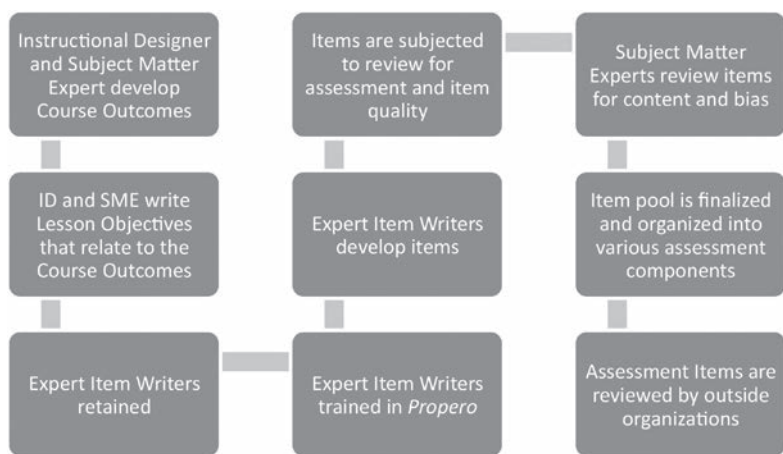 Instructional Designer
and Subject Matter
Expert develop
Course Outcomes
ID and SME write
Lesson Objectives
that relate to the
Course Outcomes
Expert Item Writers
retained
Expert Item Writers
trained in Propero
Expert Item Writers
develop items
Items are subjected
to review for
assessment and item
quality
Subject Matter
Experts review items
for content and bias
Item pool is finalized
and organized into
various assessment
components
Assessment Items are
reviewed by outside
organizations